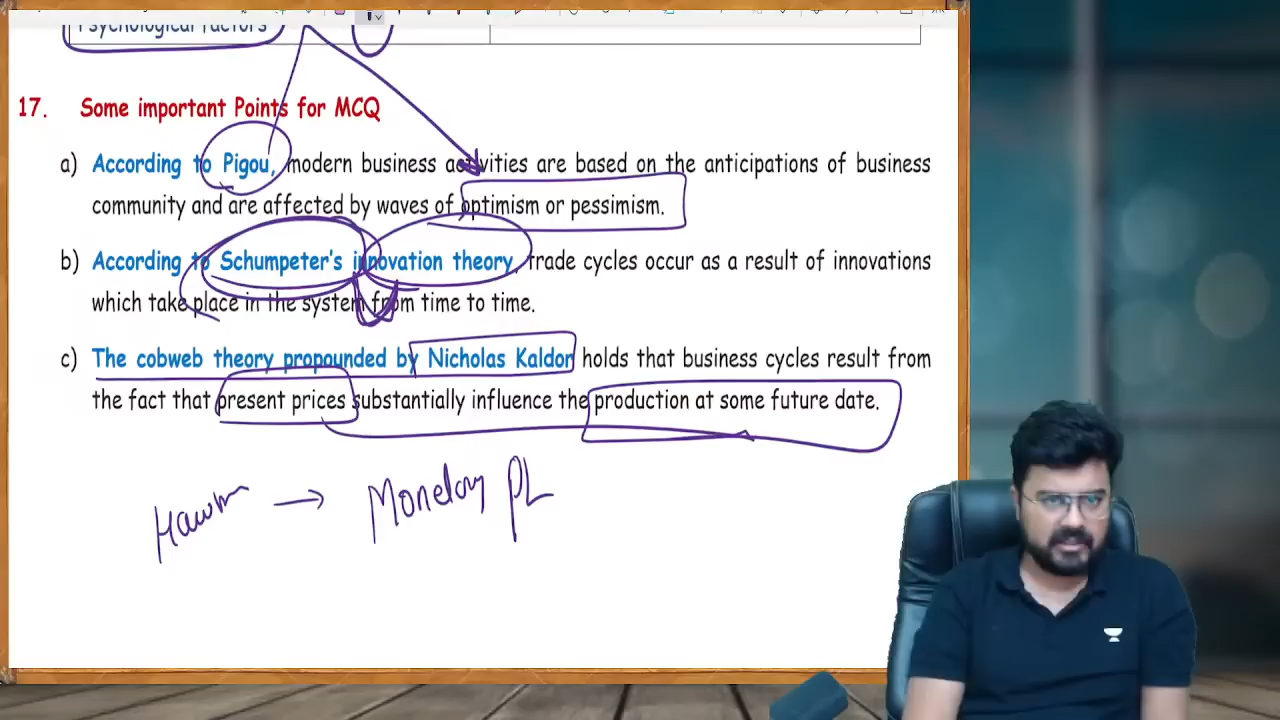 Psychological Factors
17. Some important Points for MCQ
a) According to Pigou, modern business activities are based on the anticipations of business
community and are affected by waves of optimism or pessimism.
b) According to Schumpeter's innovation theory, trade cycles occur as a result of innovations
which take place in the system from time to time.
c) The cobweb theory propounded by Nicholas Kaldor holds that business cycles result from
the fact that present prices substantially influence the production at some future date.
→ Monetary